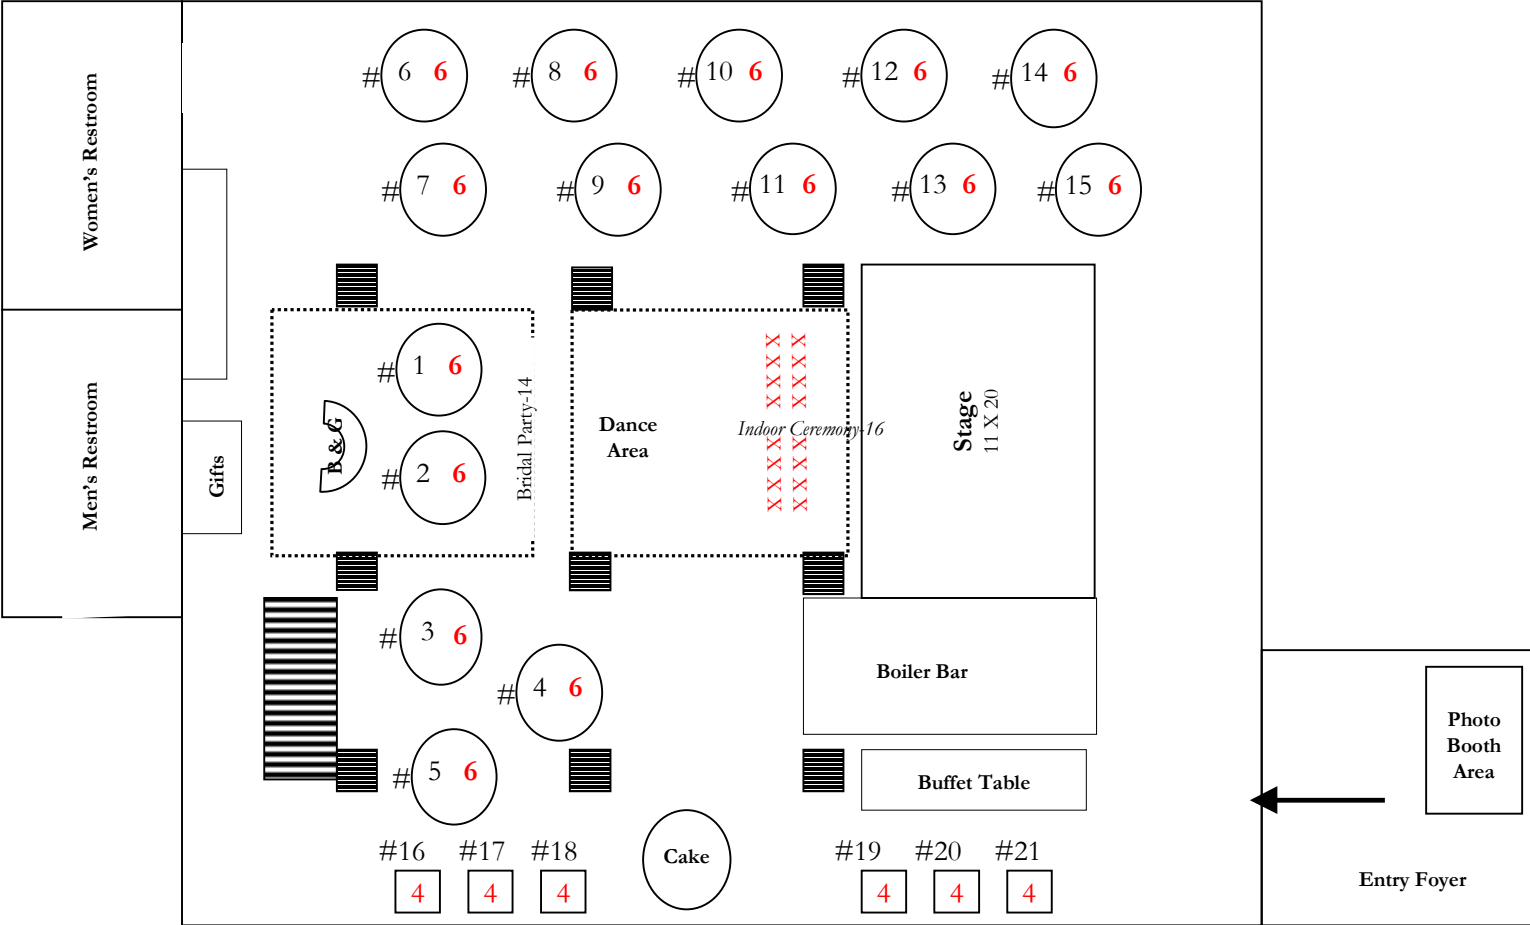 Women's Restroom
Men's Restroom
# 6 6
# 8 6
# 10 6
# 12 6
# 14 6
# 7 6
# 9 6
# 11 6
# 13 6
# 15 6
Gifts
B & G
# 1 6
# 2 6
Bridal Party-14
Dance
Area
X X X X X X
X X X X X X
Indoor Ceremony-16
X X X X X X
X X X X X X
Stage
11 X 20
# 3 6
# 4 6
# 5 6
Boiler Bar
Buffet Table
Photo
Booth
Area
Entry Foyer
#16 #17 #18
4 4 4
Cake
#19 #20 #21
4 4 4